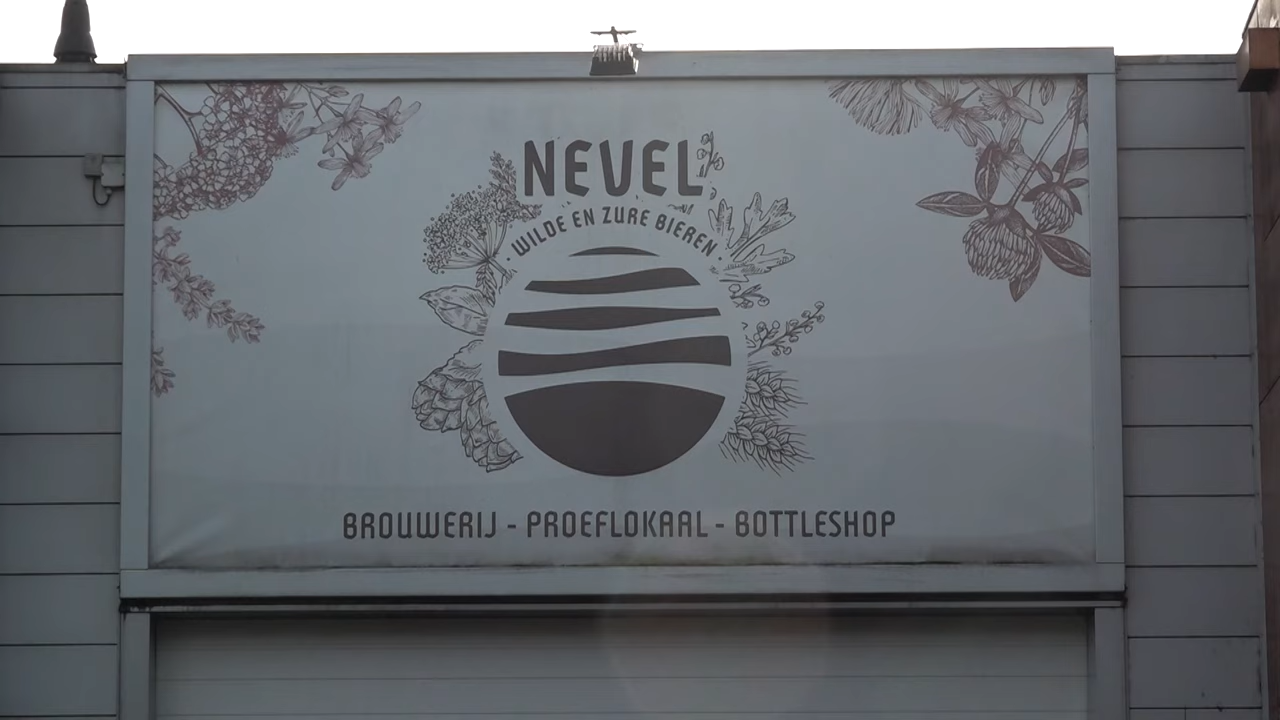 NEVEL
· WILDE EN ZURE BIEREN ·
BROUWERIJ - PROEFLOKAAL - BOTTLESHOP